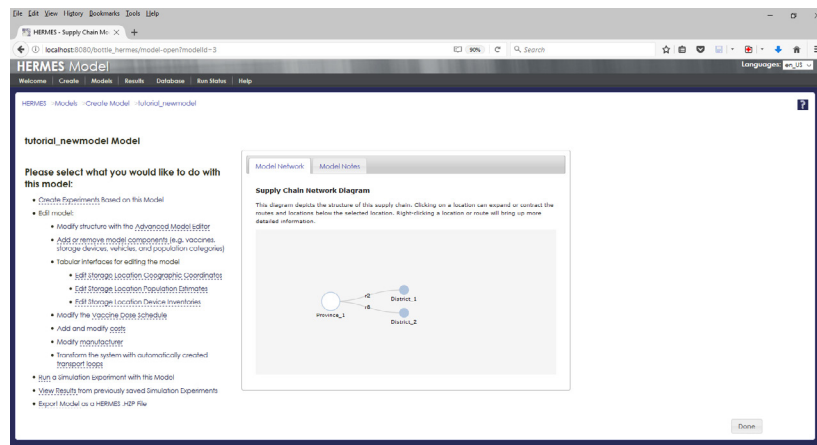 File Edit View History Bookmarks Tools Help
HERMES - Supply Chain Mo
localhost:8080/bottle_hermes/model-open?modelId=3
90%
Search
HERMES Model
Languages: en_US
Welcome Create Models Results Database Run Status Help
HERMES >Models >Create Model >tutorial_newmodel
?
tutorial_newmodel Model
Please select what you would like to do with
this model:
• Create Experiments Based on this Model
• Edit model:
• Modify structure with the Advanced Model Editor
• Add or remove model components (e.g. vaccines,
storage devices, vehicles, and population categories)
• Tabular interfaces for editing the model
• Edit Storage Location Geographic Coordinates
• Edit Storage Location Population Estimates
• Edit Storage Location Device Inventories
• Modify the Vaccine Dose Schedule
• Add and modify costs
• Modify manufacturer
• Transform the system with automatically created
transport loops
• Run a Simulation Experiment with this Model
• View Results from previously saved Simulation Experiments
• Export Model as a HERMES .HZP File
Model Network Model Notes
Supply Chain Network Diagram
This diagram depicts the structure of this supply chain. Clicking on a location can expand or contract the
routes and locations below the selected location. Right-clicking a location or route will bring up more
detailed information.
r2
District_1
r6
Province_1
District_2
Done